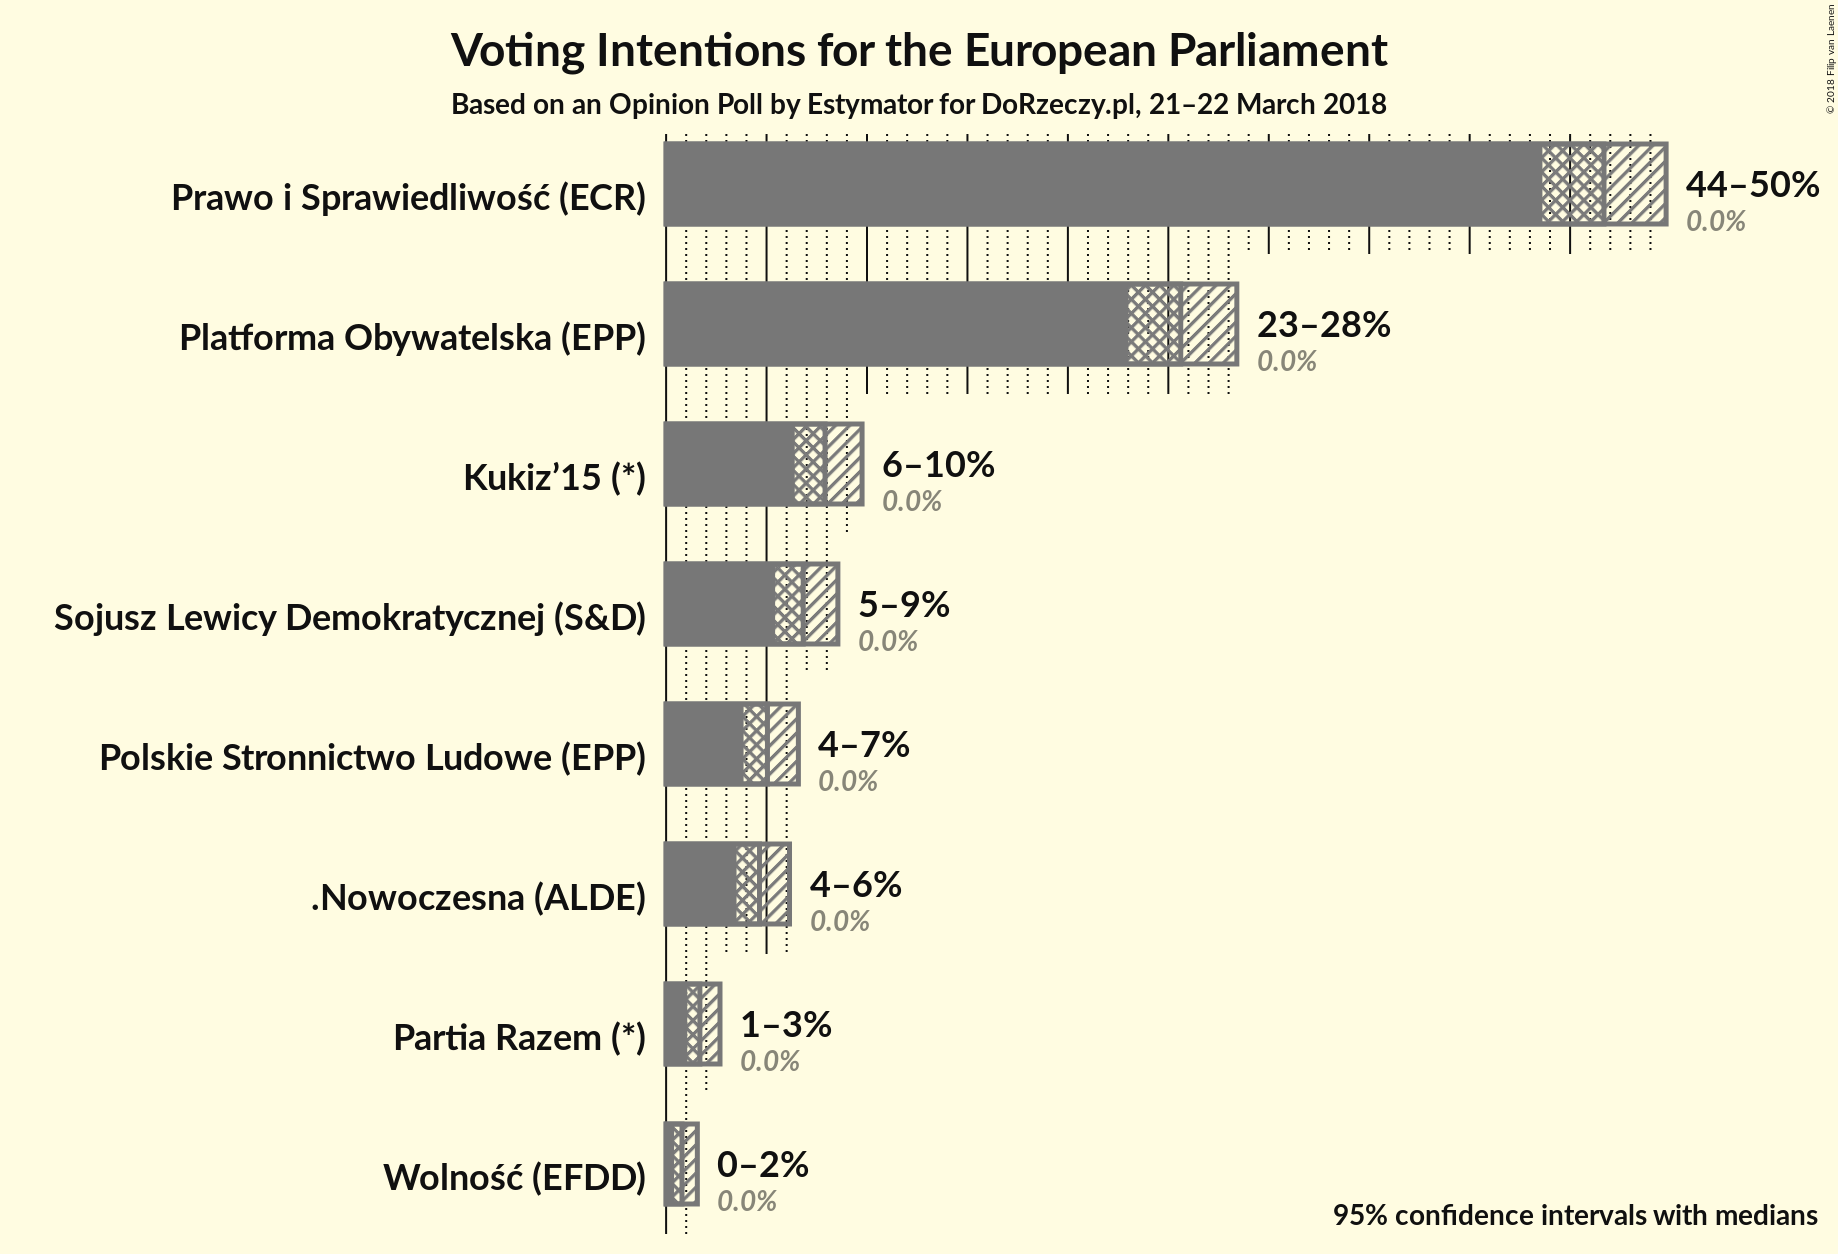 Voting Intentions for the European Parliament
Based on an Opinion Poll by Estymator for DoRzeczy.pl, 21–22 March 2018
© 2018 Filip van Laenen
Prawo i Sprawiedliwość (ECR)
44–50%
0.0%
Platforma Obywatelska (EPP)
23–28%
0.0%
Kukiz’15 (*)
6–10%
0.0%
Sojusz Lewicy Demokratycznej (S&D)
5–9%
0.0%
Polskie Stronnictwo Ludowe (EPP)
4–7%
0.0%
.Nowoczesna (ALDE)
4–6%
0.0%
Partia Razem (*)
1–3%
0.0%
Wolność (EFDD)
0–2%
0.0%
95% confidence intervals with medians